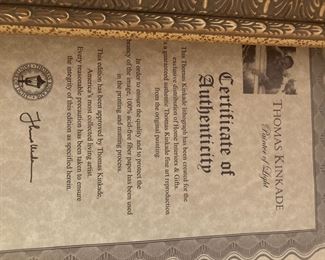 THOMAS KINKADE
Painter of Light
Certificate of
Authenticity
This Thomas Kinkade lithograph has been created for the
exclusive distribution of Home Interiors & Gifts.
is a guaranteed authentic Thomas Kinkade fine art reproduction
from the original painting.
In order to ensure the quality and to protect the
of the image, 100% acid-free fiber paper has been used
in the printing and mounting process.
This edition has been approved by Thomas Kinkade,
America's most collected living artist.
Every reasonable precaution has been taken to ensure
the integrity of this edition as specified herein.